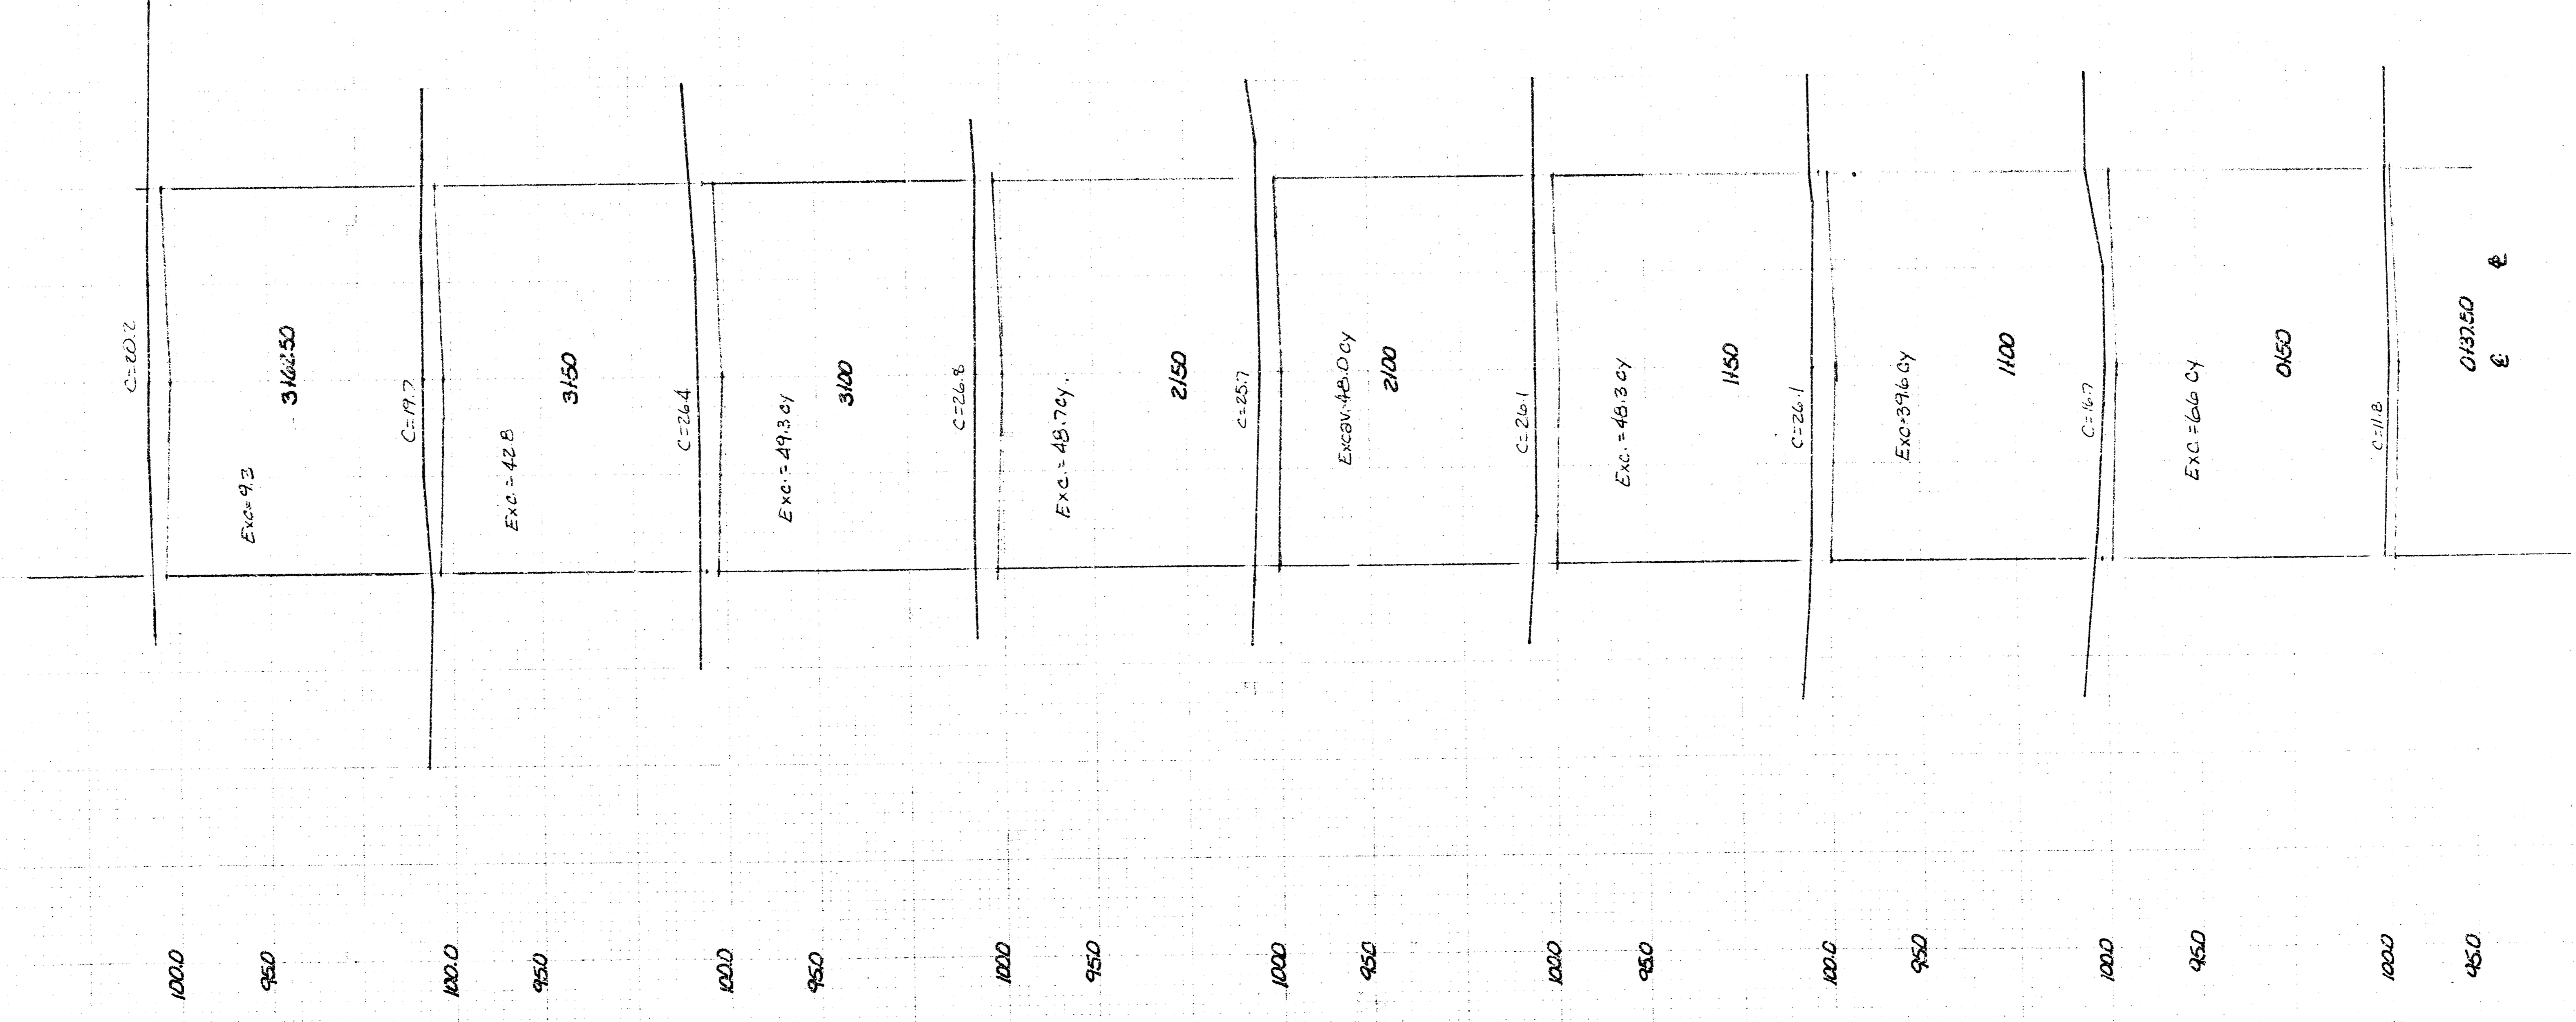 C=20.2
3+62.50
Exc=9.3
C=19.7
3+50
Exc.=42.8
C=26.4
3+00
Exc.=49.3 cy
C=26.8
2+50
Exc.=48.7 cy.
C=25.7
2+00
Excav.=48.0 cy
C=26.1
1+50
Exc.=48.3 cy
C=26.1
1+00
Exc=39.6 cy
C=16.7
0+50
Exc.=6.6 cy
C=11.8
0+37.50
℄
100.0
95.0
100.0
95.0
100.0
95.0
100.0
95.0
100.0
95.0
100.0
95.0
100.0
95.0
100.0
95.0
100.0
95.0